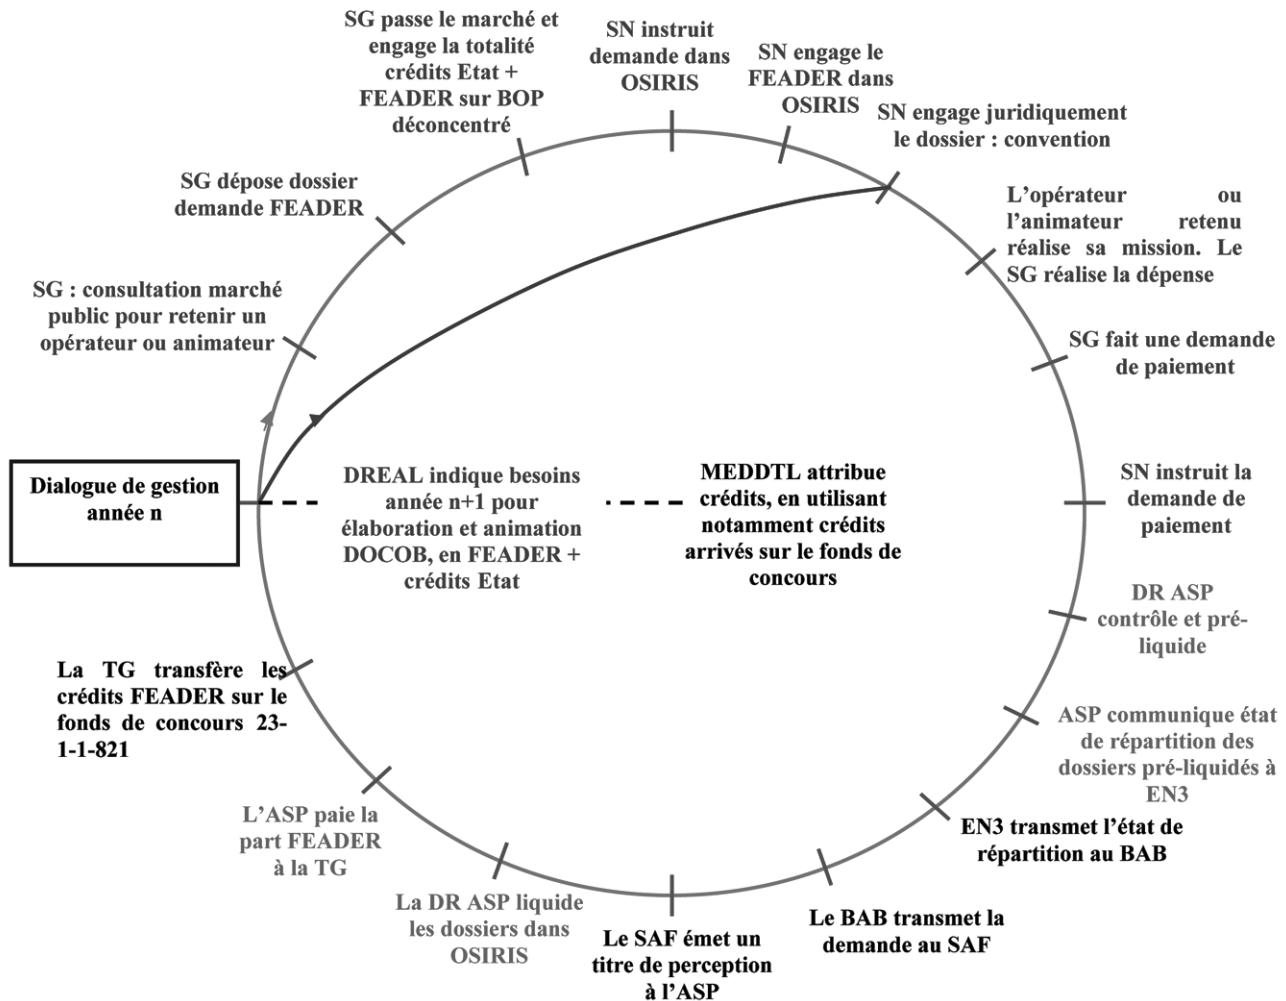 SG passe le marché et
engage la totalité
crédits Etat +
FEADER sur BOP
déconcentré
SN instruit
demande dans
OSIRIS
SN engage le
FEADER dans
OSIRIS
SN engage juridiquement
le dossier : convention
L’opérateur ou
l’animateur retenu
réalise sa mission. Le
SG réalise la dépense
SG fait une demande
de paiement
SN instruit la
demande de
paiement
DR ASP
contrôle et pré-
liquide
ASP communique état
de répartition des
dossiers pré-liquidés à
EN3
EN3 transmet l’état de
répartition au BAB
Le BAB transmet la
demande au SAF
Le SAF émet un
titre de perception
à l’ASP
La DR ASP liquide
les dossiers dans
OSIRIS
L’ASP paie la
part FEADER
à la TG
La TG transfère les
crédits FEADER sur le
fonds de concours 23-
1-1-821
Dialogue de gestion
année n
SG : consultation marché
public pour retenir un
opérateur ou animateur
SG dépose dossier
demande FEADER
DREAL indique besoins
année n+1 pour
élaboration et animation
DOCOB, en FEADER +
crédits Etat
MEDDTL attribue
crédits, en utilisant
notamment crédits
arrivés sur le fonds de
concours